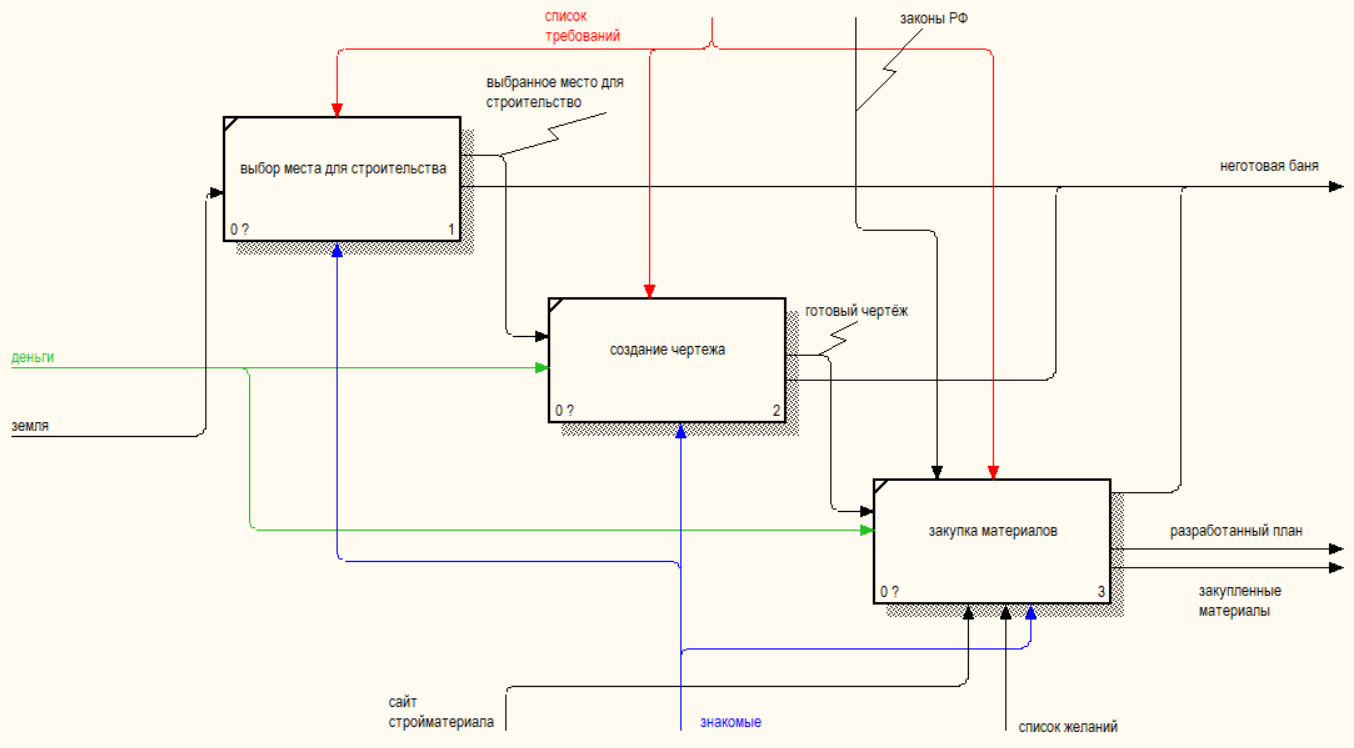 список
требований
законы РФ
выбранное место для
строительство
выбор места для строительства
0 ?
1
неготовая баня
готовый чертёж
создание чертежа
0 ?
2
деньги
земля
закупка материалов
0 ?
3
разработанный план
закупленные
материалы
сайт
стройматериала
знакомые
список желаний